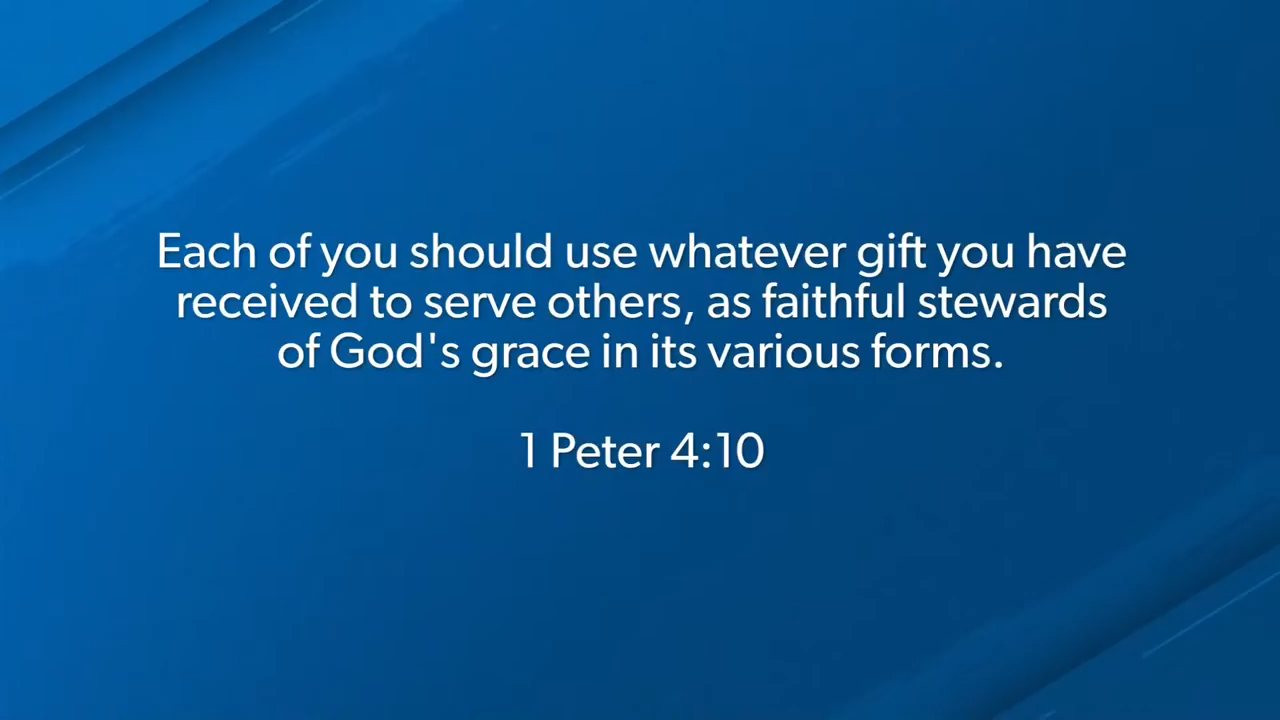 Each of you should use whatever gift you have
received to serve others, as faithful stewards
of God's grace in its various forms.
1 Peter 4:10